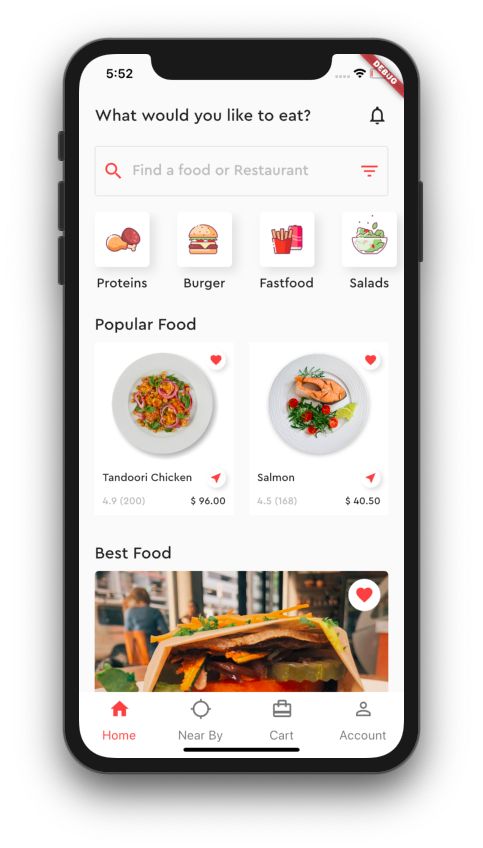 5:52
DEBUG
What would you like to eat?
Find a food or Restaurant
Proteins Burger Fastfood Salads
Popular Food
Tandoori Chicken Salmon
4.9 (200) $ 96.00 4.5 (168) $ 40.50
Best Food
Home Near By Cart Account